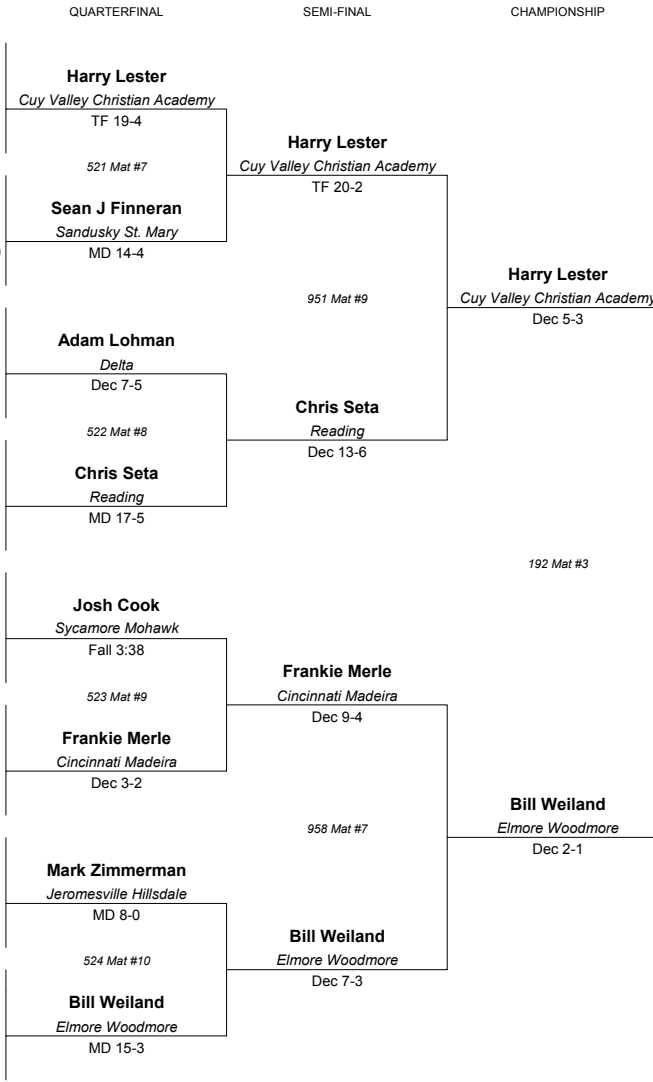 QUARTERFINAL SEMI-FINAL CHAMPIONSHIP
Harry Lester
Cuy Valley Christian Academy
TF 19-4
Harry Lester
521 Mat #7
Cuy Valley Christian Academy
TF 20-2
Sean J Finneran
Sandusky St. Mary
MD 14-4
Harry Lester
951 Mat #9
Cuy Valley Christian Academy
Dec 5-3
Adam Lohman
Delta
Dec 7-5
Chris Seta
522 Mat #8
Reading
Dec 13-6
Chris Seta
Reading
MD 17-5
192 Mat #3
Josh Cook
Sycamore Mohawk
Fall 3:38
Frankie Merle
523 Mat #9
Cincinnati Madeira
Dec 9-4
Frankie Merle
Cincinnati Madeira
Dec 3-2
Bill Weiland
958 Mat #7
Elmore Woodmore
Dec 2-1
Mark Zimmerman
Jeromesville Hillsdale
MD 8-0
Bill Weiland
524 Mat #10
Elmore Woodmore
Dec 7-3
Bill Weiland
Elmore Woodmore
MD 15-3